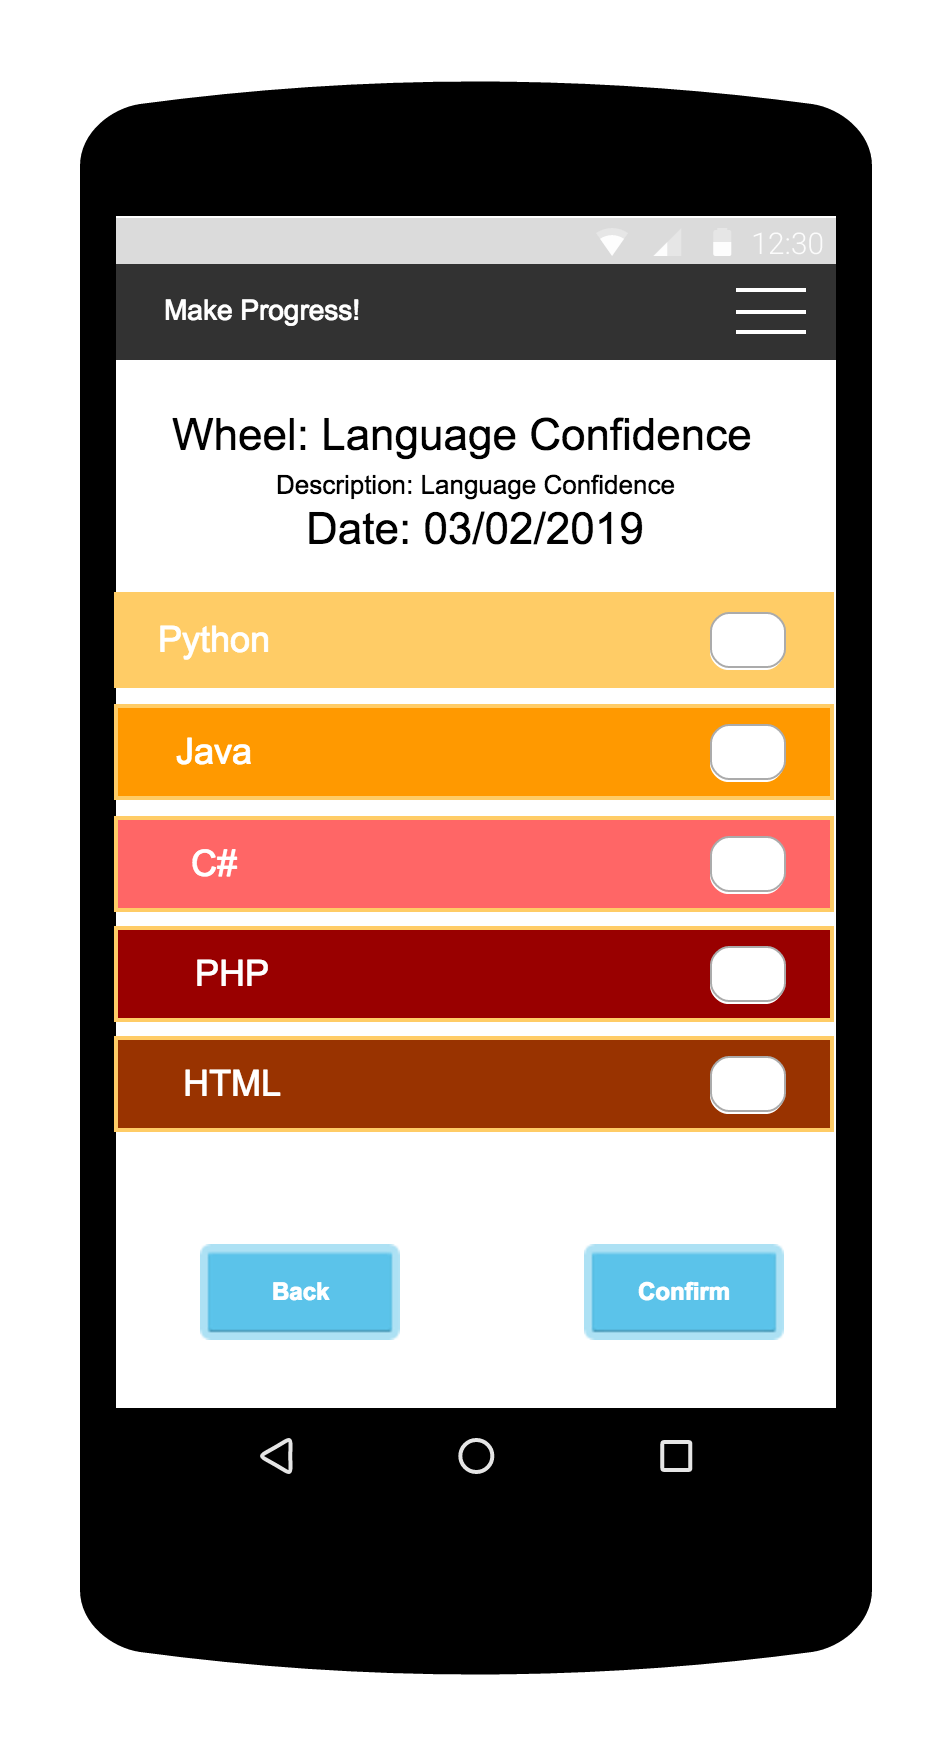 12:30
Make Progress!
Wheel: Language Confidence
Description: Language Confidence
Date: 03/02/2019
Python
Java
C#
PHP
HTML
Back Confirm